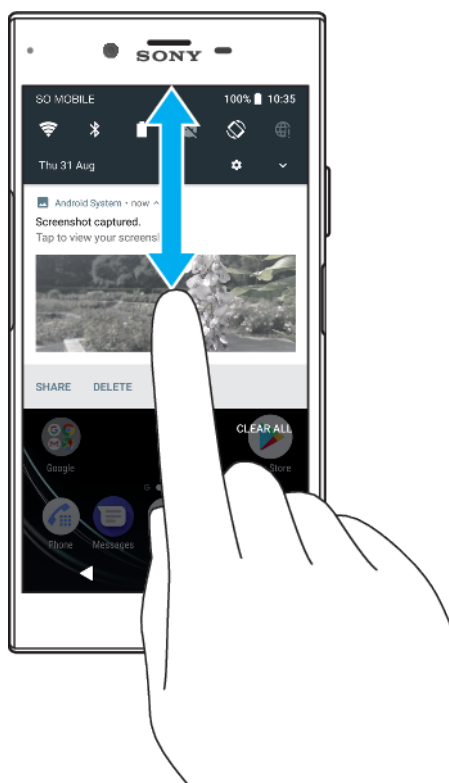 SONY
SO MOBILE 100% 10:35
Thu 31 Aug
Android System • now
Screenshot captured.
Tap to view your
SHARE DELETE
CLEAR ALL
Google Store
Phone Messages